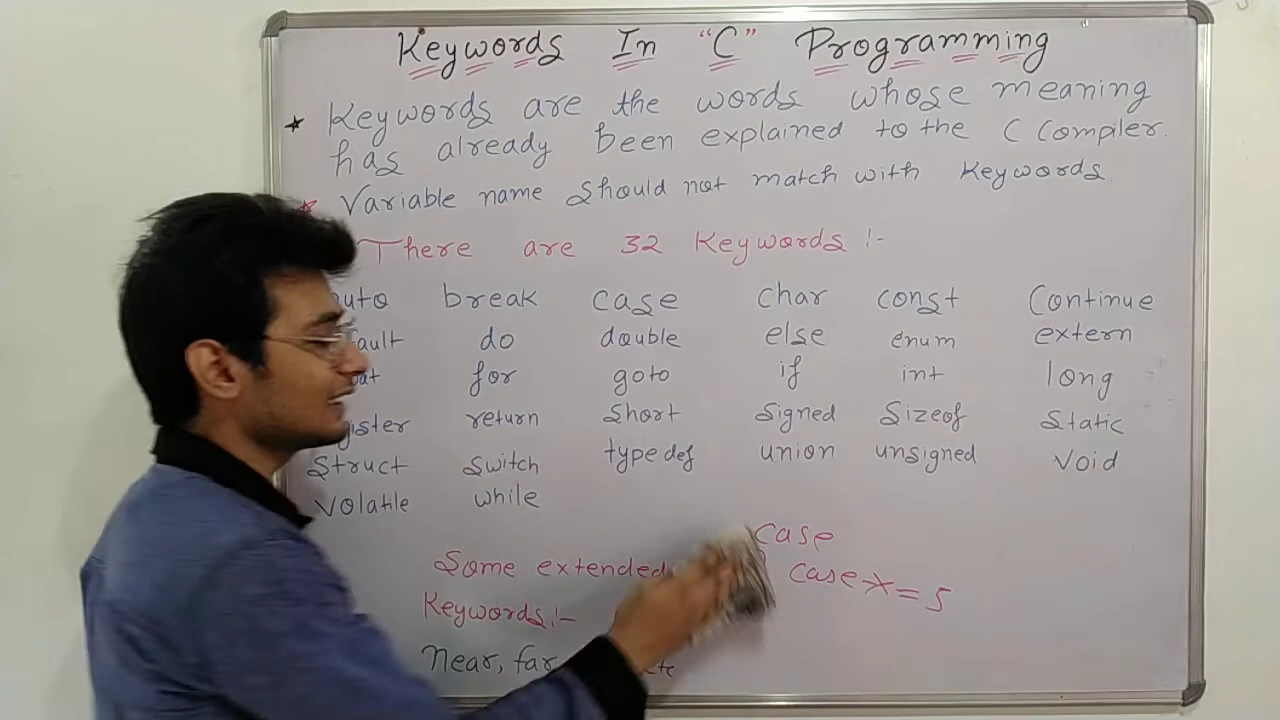 Keywords In "C" Programming
* Keywords are the words whose meaning
has already been explained to the C Compiler.
* Variable name should not match with Keywords
There are 32 Keywords :-
break case char const Continue
do double else enum extern
for goto if int long
return short signed sizeof static
struct switch typedef union unsigned void
volatile while
case
Some extended case x = 5
Keywords :-
Near, far